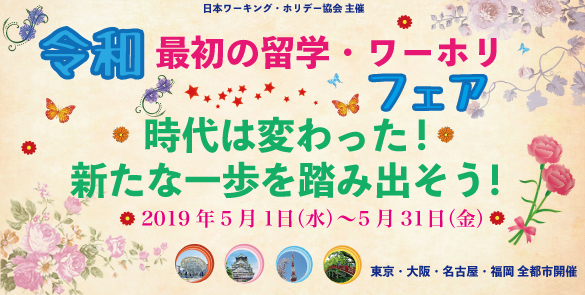 日本ワーキング・ホリデー協会 主催
令和 最初の留学・ワーホリ
フェア
時代は変わった!
新たな一歩を踏み出そう!
2019年5月1日(水)〜5月31日(金)
東京・大阪・名古屋・福岡 全都市開催